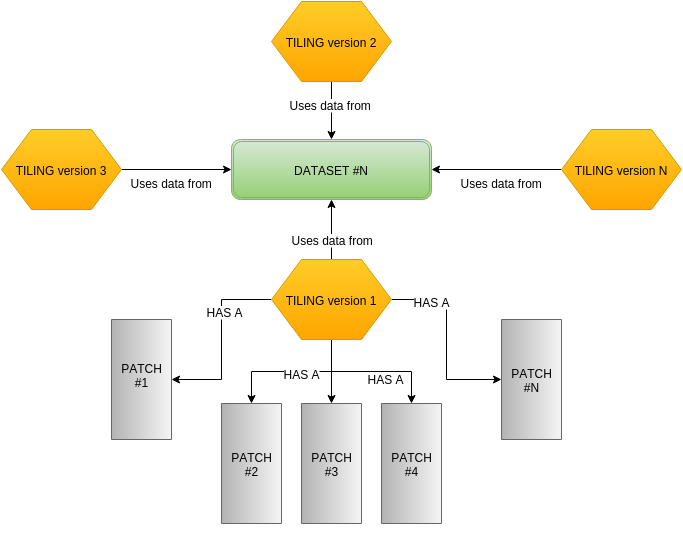 TILING version 2
Uses data from
TILING version 3
DATASET #N
TILING version N
Uses data from
Uses data from
Uses data from
TILING version 1
HAS A
HAS A
PATCH
#1
HAS A
HAS A
PATCH
#N
PATCH
#2
PATCH
#3
PATCH
#4